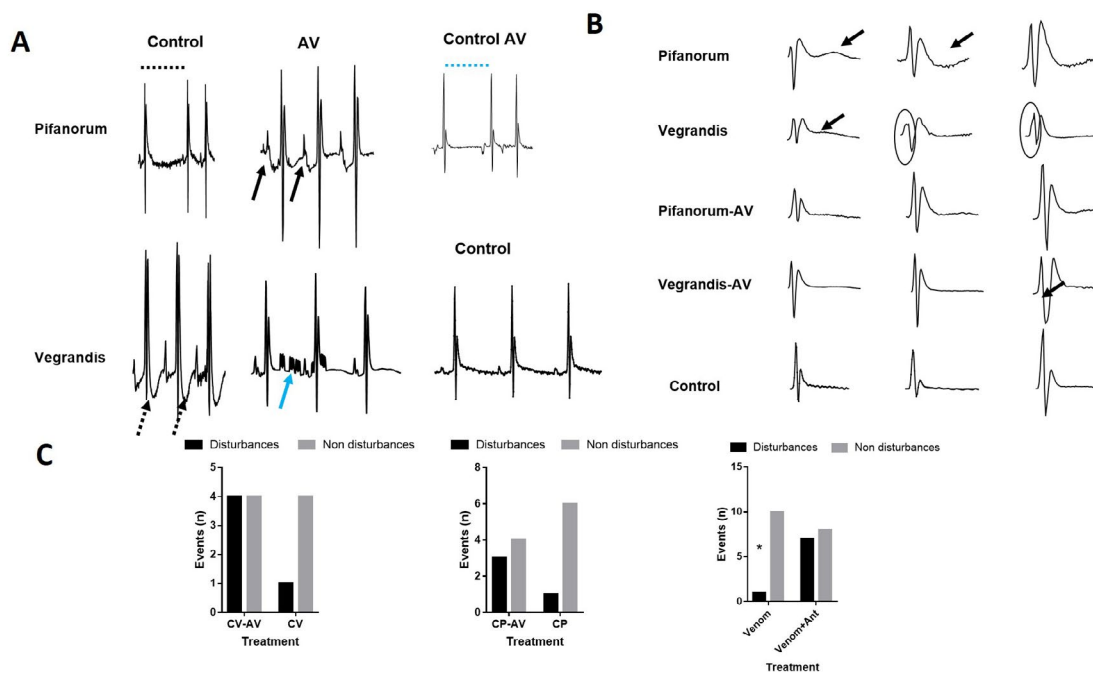 A
Control
AV
Control AV
Pifanorum
Control
Vegrandis
B
Pifanorum
Vegrandis
Pifanorum-AV
Vegrandis-AV
Control
C
Disturbances Non disturbances
Events (n)
5
4
3
2
1
0
CV-AV CV
Treatment
Disturbances Non disturbances
Events (n)
8
6
4
2
0
CP-AV CP
Treatment
Disturbances Non disturbances
Events (n)
15
10
5
0
*
Venom Venom+Ant
Treatment